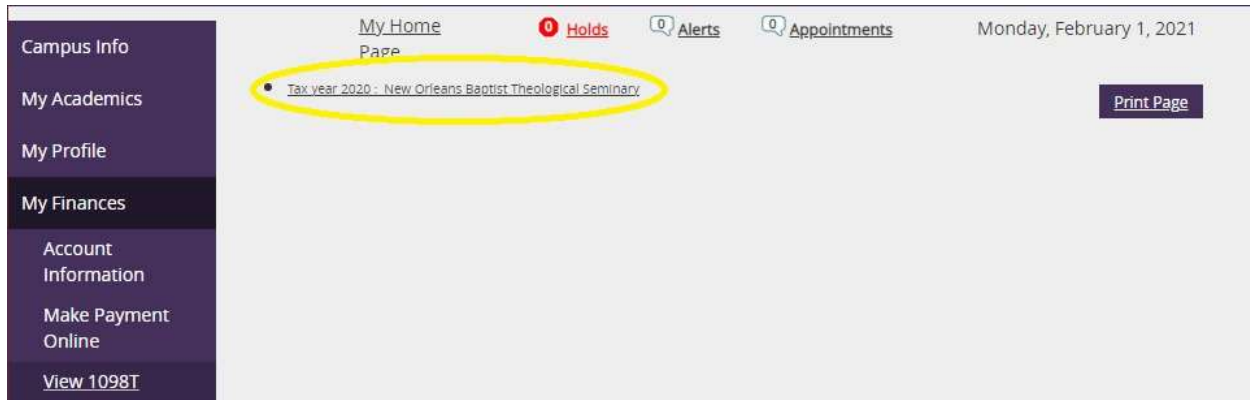 My Home
Page
0 Holds
0 Alerts
0 Appointments
Monday, February 1, 2021
Campus Info
My Academics
My Profile
My Finances
Account
Information
Make Payment
Online
View 1098T
• Tax year 2020 : New Orleans Baptist Theological Seminary
Print Page